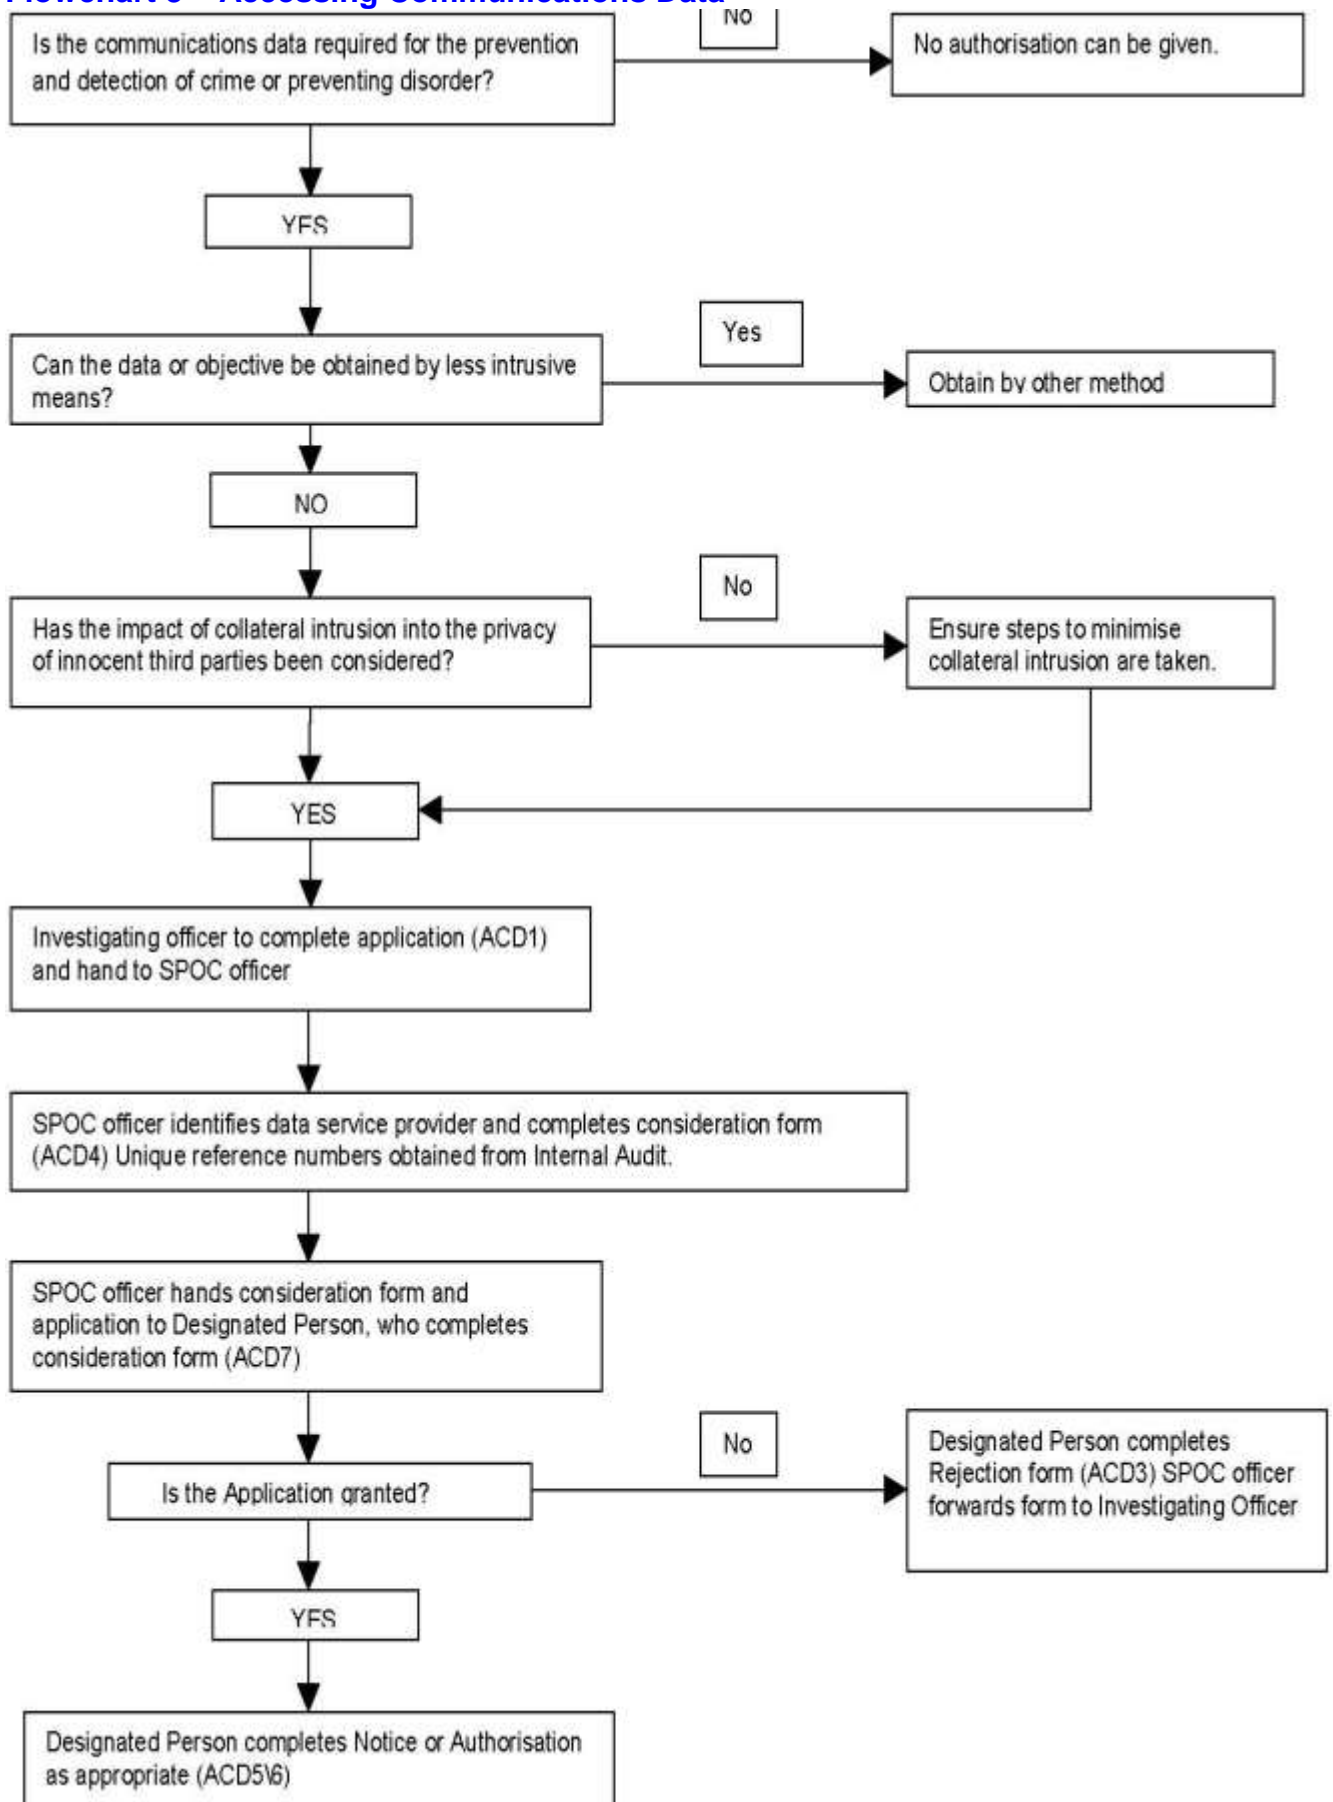 Accessing Communications Data
No
Is the communications data required for the prevention
and detection of crime or preventing disorder?
No authorisation can be given.
YES
Yes
Can the data or objective be obtained by less intrusive
means?
Obtain by other method
NO
No
Has the impact of collateral intrusion into the privacy
of innocent third parties been considered?
Ensure steps to minimise
collateral intrusion are taken.
YES
Investigating officer to complete application (ACD1)
and hand to SPOC officer
SPOC officer identifies data service provider and completes consideration form
(ACD4) Unique reference numbers obtained from Internal Audit.
SPOC officer hands consideration form and
application to Designated Person, who completes
consideration form (ACD7)
No
Is the Application granted?
Designated Person completes
Rejection form (ACD3) SPOC officer
forwards form to Investigating Officer
YES
Designated Person completes Notice or Authorisation
as appropriate (ACD5\6)